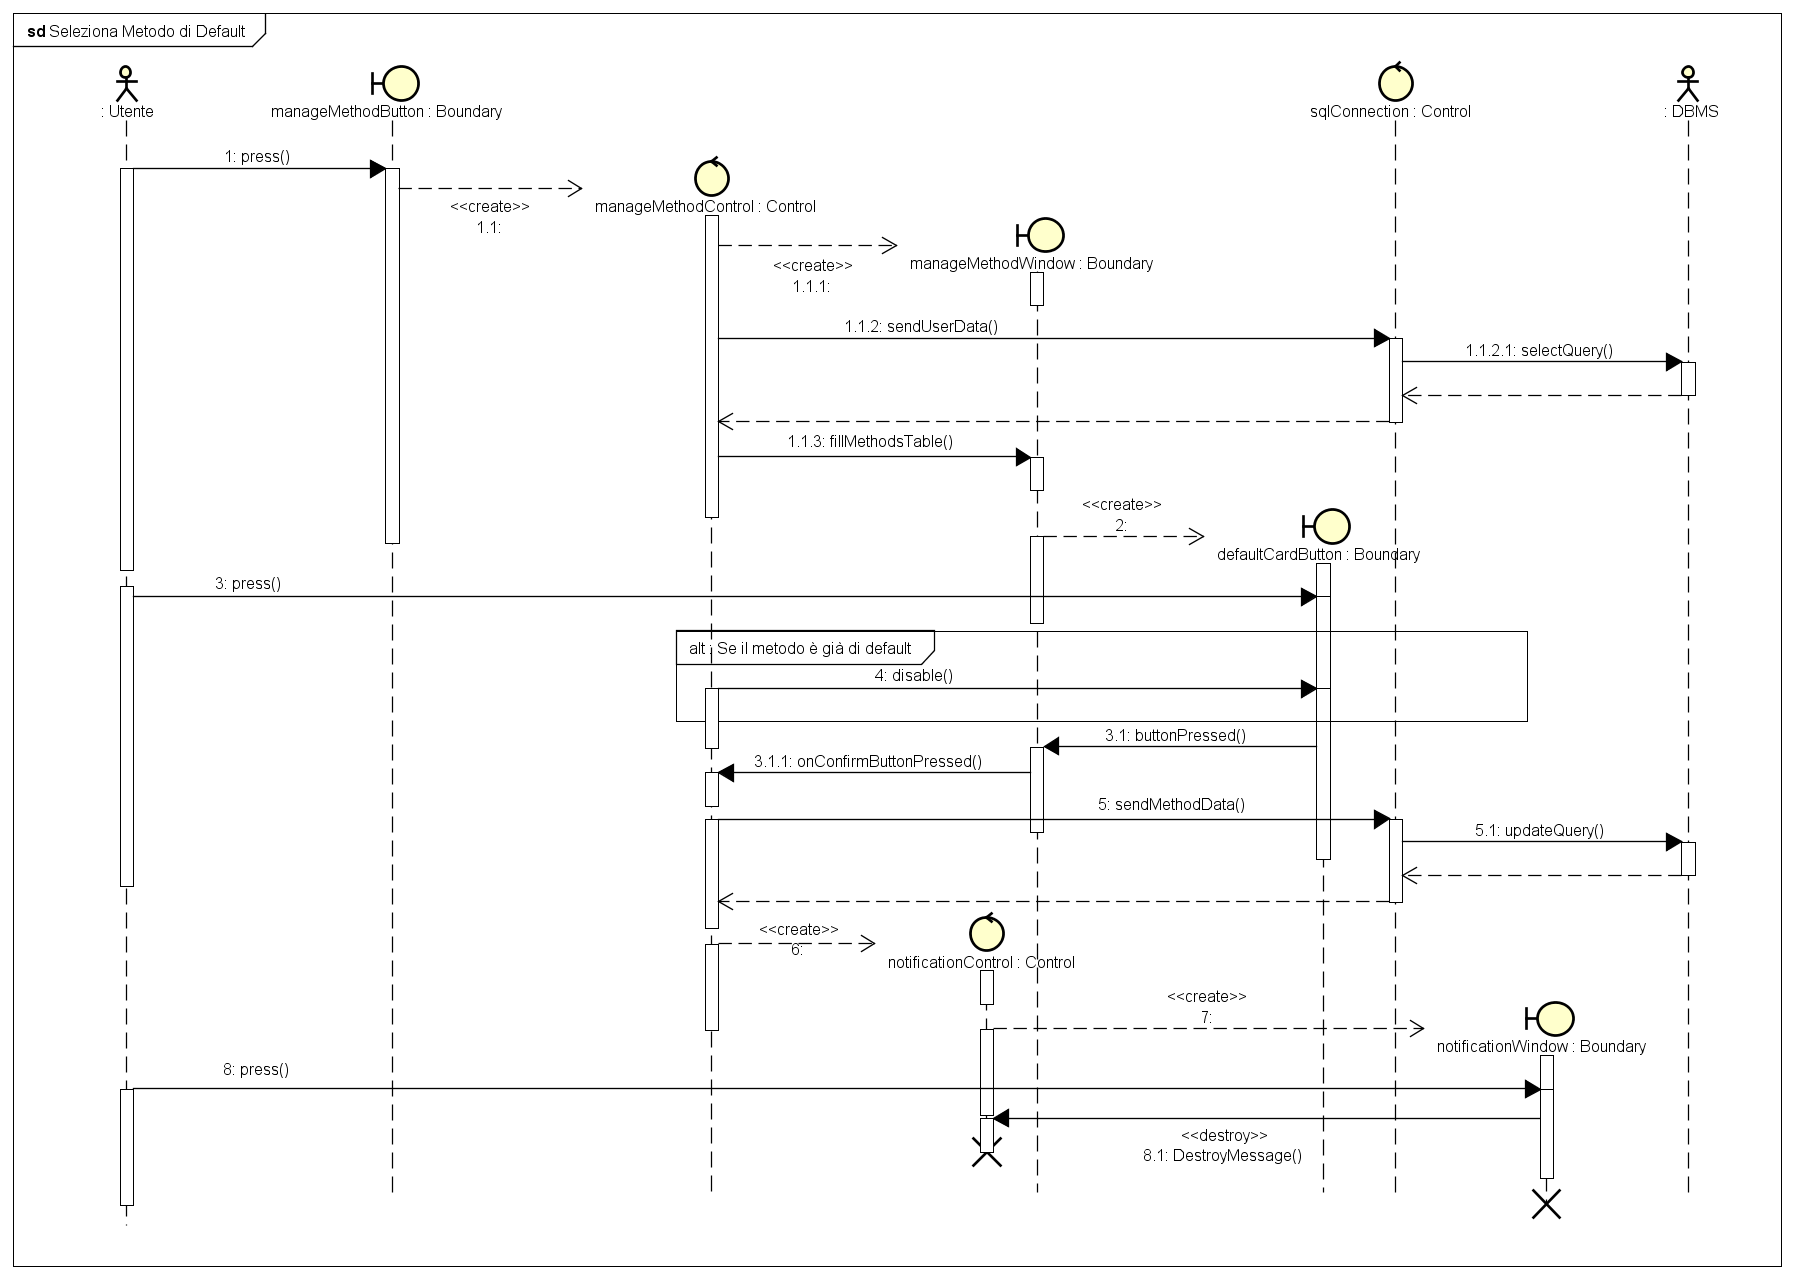 sd Seleziona Metodo di Default
: Utente
manageMethodButton : Boundary
sqlConnection : Control
: DBMS
1: press()
<<create>>
1.1:
manageMethodControl : Control
<<create>>
1.1.1:
manageMethodWindow : Boundary
1.1.2: sendUserData()
1.1.2.1: selectQuery()
1.1.3: fillMethodsTable()
<<create>>
2:
defaultCardButton : Boundary
3: press()
alt : Se il metodo è già di default
4: disable()
3.1: buttonPressed()
3.1.1: onConfirmButtonPressed()
5: sendMethodData()
5.1: updateQuery()
<<create>>
6:
notificationControl : Control
<<create>>
7:
notificationWindow : Boundary
8: press()
<<destroy>>
8.1: DestroyMessage()